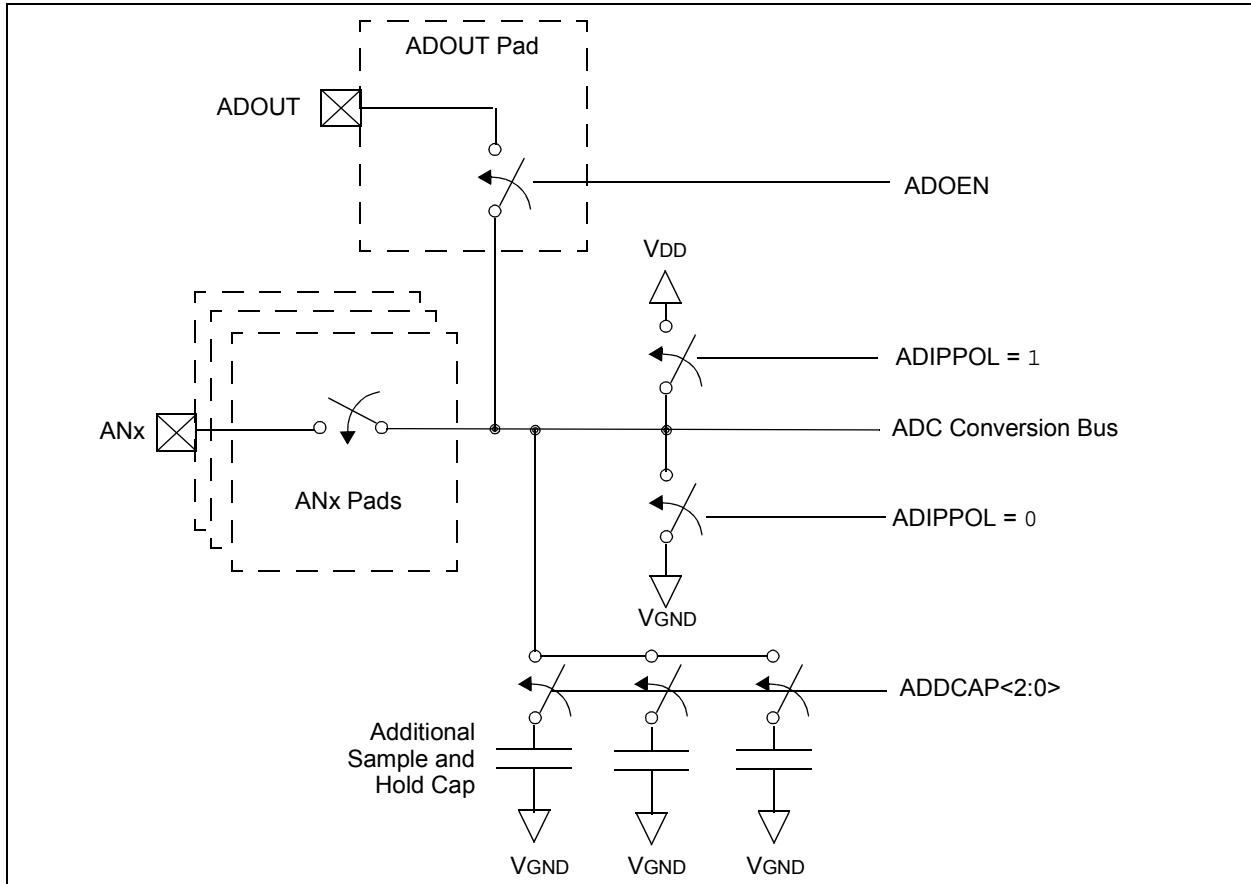 ADOUT Pad
ADOUT
ADOEN
VDD
ADIPPOL = 1
ANx
ADC Conversion Bus
ANx Pads
ADIPPOL = 0
VGND
ADDCAP<2:0>
Additional
Sample and
Hold Cap
VGND VGND VGND